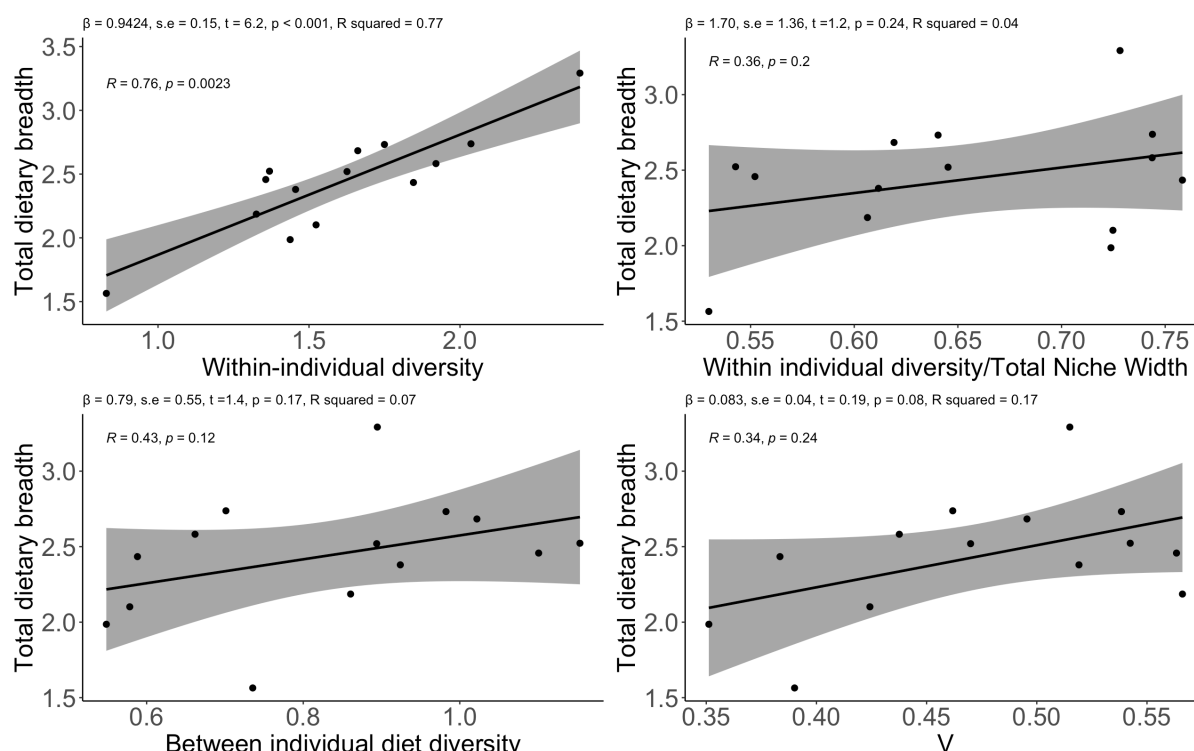 β = 0.9424, s.e = 0.15, t = 6.2, p < 0.001, R squared = 0.77
R = 0.76, p = 0.0023
Total dietary breadth
3.5
3.0
2.5
2.0
1.5
1.0 1.5 2.0
Within-individual diversity
β = 1.70, s.e = 1.36, t =1.2, p = 0.24, R squared = 0.04
R = 0.36, p = 0.2
Total dietary breadth
3.0
2.5
2.0
1.5
0.55 0.60 0.65 0.70 0.75
Within individual diversity/Total Niche Width
β = 0.79, s.e = 0.55, t =1.4, p = 0.17, R squared = 0.07
R = 0.43, p = 0.12
Total dietary breadth
3.0
2.5
2.0
1.5
0.6 0.8 1.0
Between individual diet diversity
β = 0.083, s.e = 0.04, t = 0.19, p = 0.08, R squared = 0.17
R = 0.34, p = 0.24
Total dietary breadth
3.0
2.5
2.0
1.5
0.35 0.40 0.45 0.50 0.55
V